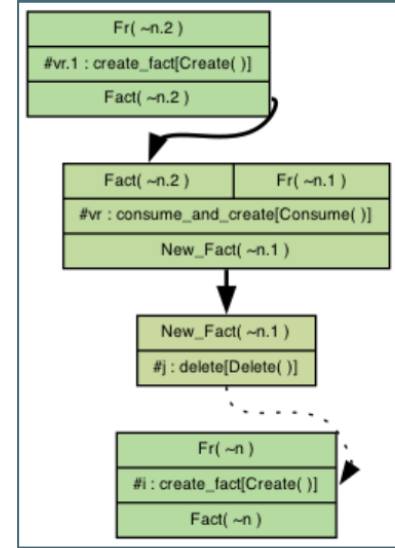 Fr( ~n.2 )
#vr.1 : create_fact[Create( )]
Fact( ~n.2 )
Fact( ~n.2 ) Fr( ~n.1 )
#vr : consume_and_create[Consume( )]
New_Fact( ~n.1 )
New_Fact( ~n.1 )
#j : delete[Delete( )]
Fr( ~n )
#i : create_fact[Create( )]
Fact( ~n )